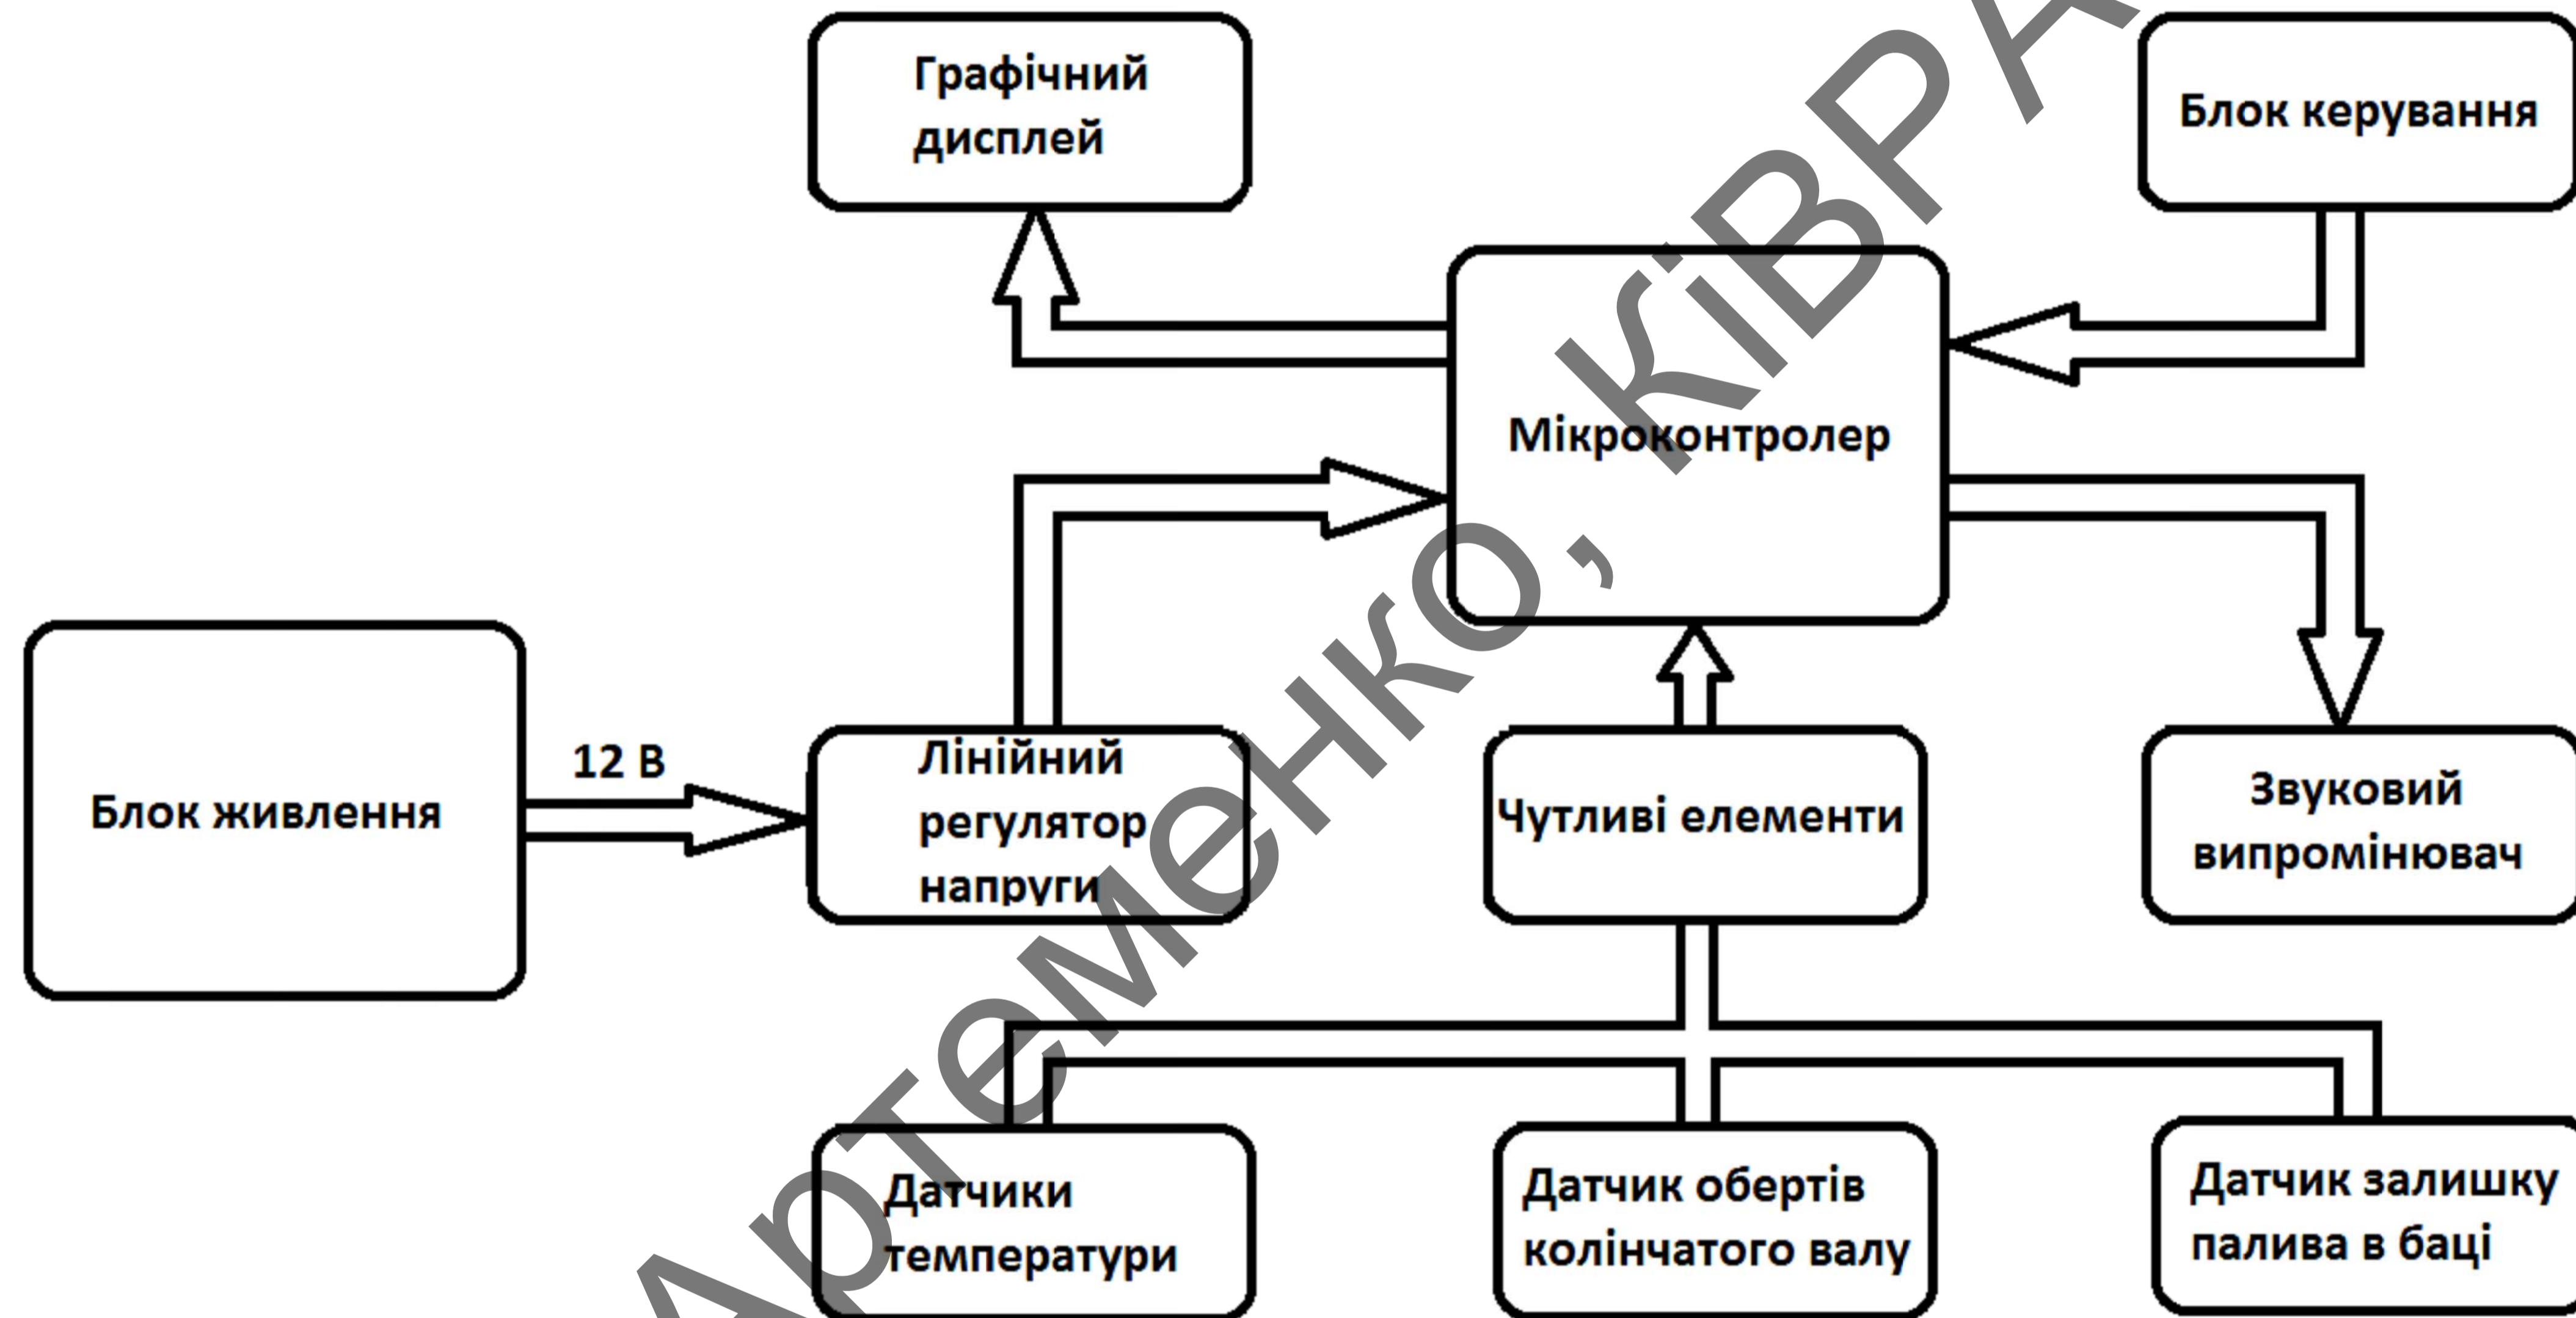 Графічний
дисплей
Блок керування
Мікроконтролер
12 В
Блок живлення
Лінійний
регулятор
напруги
Чутливі елементи
Звуковий
випромінювач
Датчики
температури
Датчик обертів
колінчатого валу
Датчик залишку
палива в баці
Артеменко, КіВРА